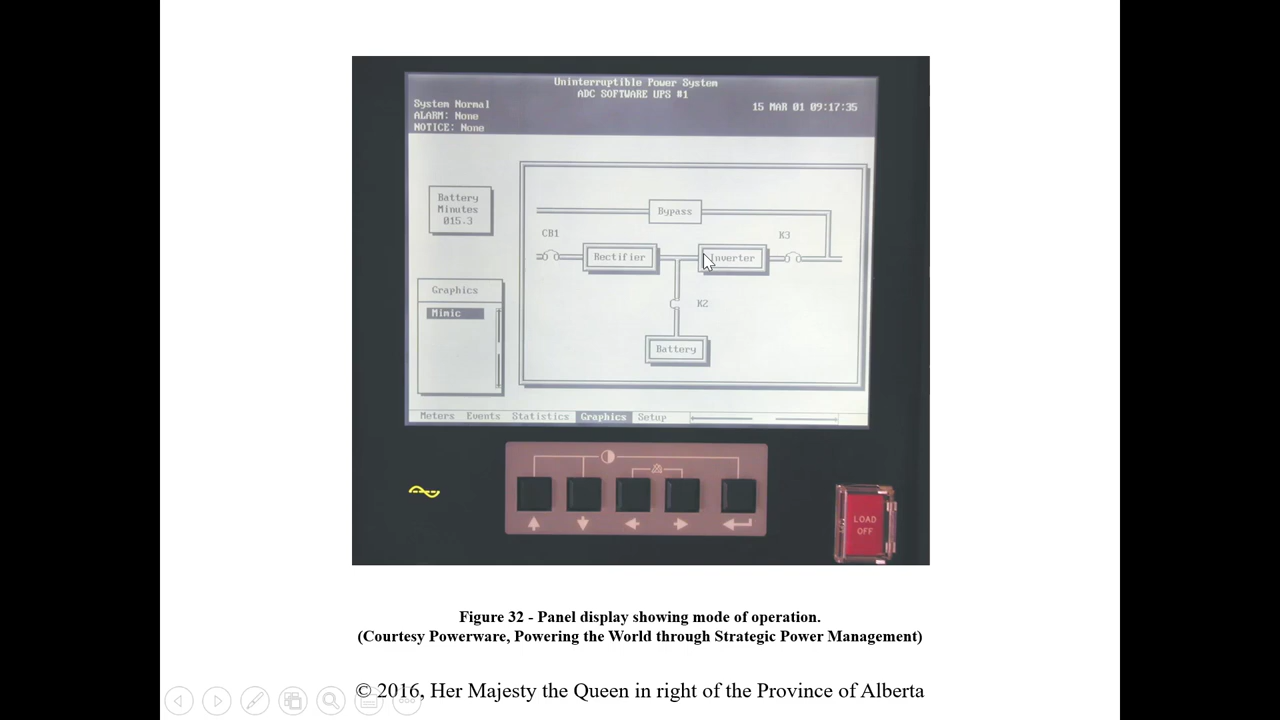 Uninterruptible Power System
ADC SOFTWARE UPS #1
System Normal
15 MAR 01 09:17:35
ALARM: None
NOTICE: None
Battery
Minutes
015.3
Bypass
CB1
K3
Rectifier
Inverter
K2
Battery
Graphics
Mimic
Meters Events Statistics Graphics Setup
LOAD
OFF
Figure 32 - Panel display showing mode of operation.
(Courtesy Powerware, Powering the World through Strategic Power Management)
© 2016, Her Majesty the Queen in right of the Province of Alberta